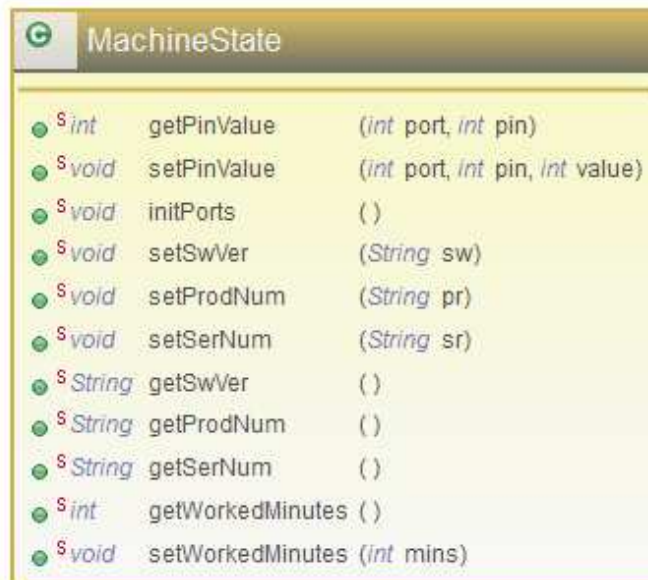 C MachineState
S int getPinValue (int port, int pin)
S void setPinValue (int port, int pin, int value)
S void initPorts ( )
S void setSwVer (String sw)
S void setProdNum (String pr)
S void setSerNum (String sr)
S String getSwVer ( )
S String getProdNum ( )
S String getSerNum ( )
S int getWorkedMinutes ( )
S void setWorkedMinutes (int mins)